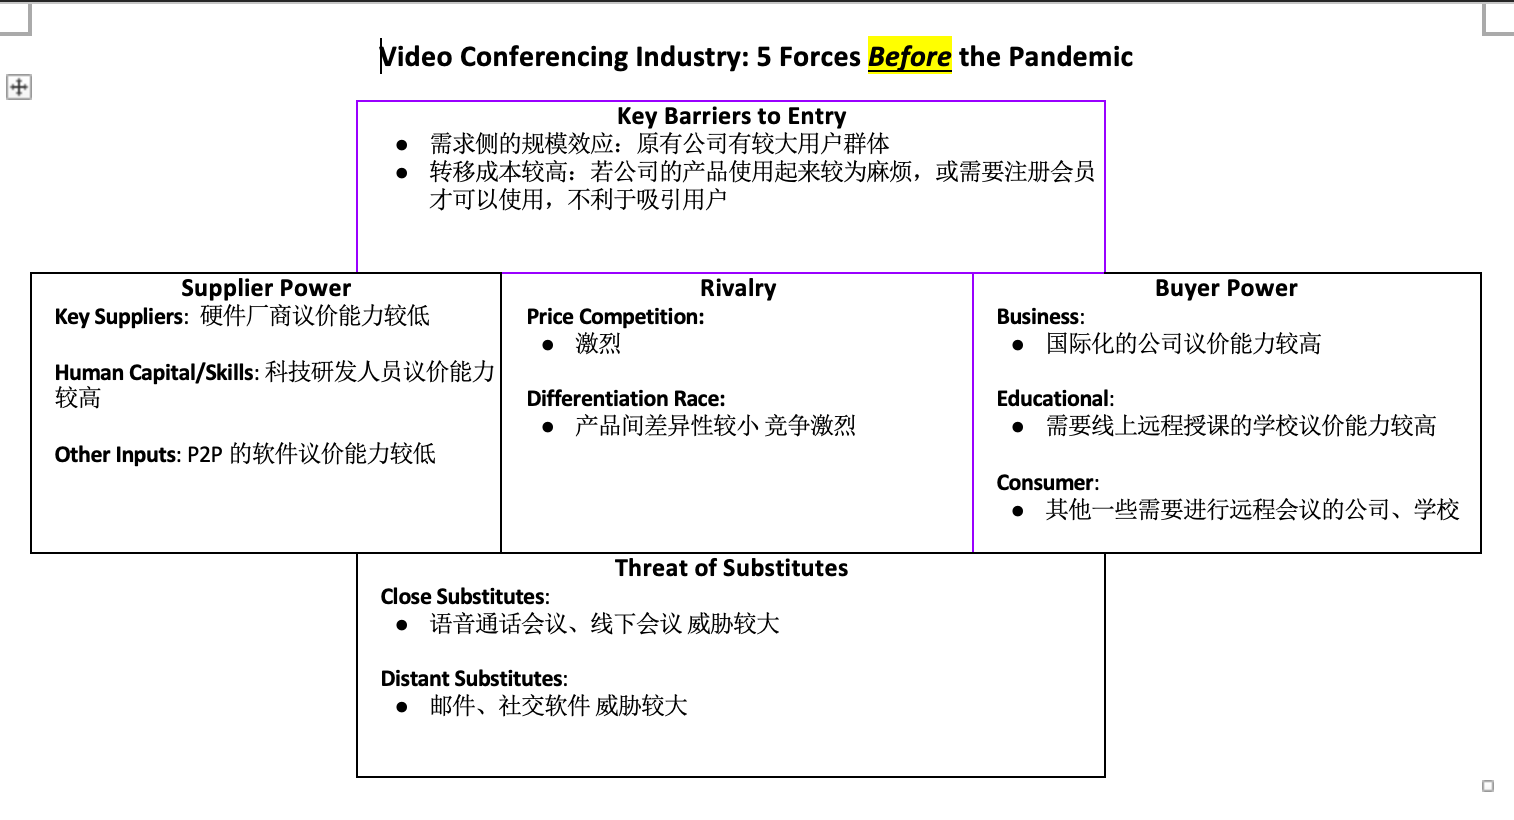 Video Conferencing Industry: 5 Forces Before the Pandemic
Key Barriers to Entry
● 需求侧的规模效应：原有公司有较大用户群体
● 转移成本较高：若公司的产品使用起来较为麻烦，或需要注册会员
才可以使用，不利于吸引用户
Supplier Power
Key Suppliers: 硬件厂商议价能力较低
Human Capital/Skills: 科技研发人员议价能力
较高
Other Inputs: P2P 的软件议价能力较低
Rivalry
Price Competition:
● 激烈
Differentiation Race:
● 产品间差异性较小 竞争激烈
Buyer Power
Business:
● 国际化的公司议价能力较高
Educational:
● 需要线上远程授课的学校议价能力较高
Consumer:
● 其他一些需要进行远程会议的公司、学校
Threat of Substitutes
Close Substitutes:
● 语音通话会议、线下会议 威胁较大
Distant Substitutes:
● 邮件、社交软件 威胁较大